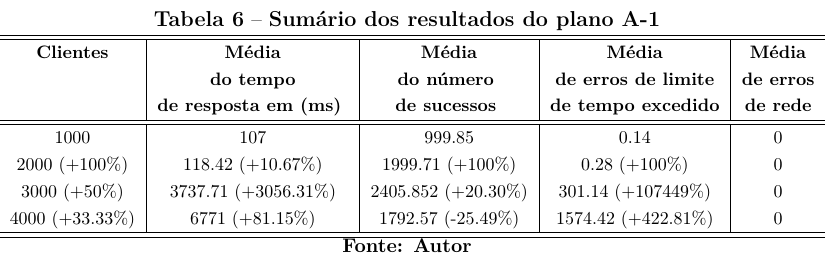 Tabela 6 – Sumário dos resultados do plano A-1
Clientes Média Média Média Média
do tempo do número de erros de limite de erros
de resposta em (ms) de sucessos de tempo excedido de rede
1000 107 999.85 0.14 0
2000 (+100%) 118.42 (+10.67%) 1999.71 (+100%) 0.28 (+100%) 0
3000 (+50%) 3737.71 (+3056.31%) 2405.852 (+20.30%) 301.14 (+107449%) 0
4000 (+33.33%) 6771 (+81.15%) 1792.57 (-25.49%) 1574.42 (+422.81%) 0
Fonte: Autor